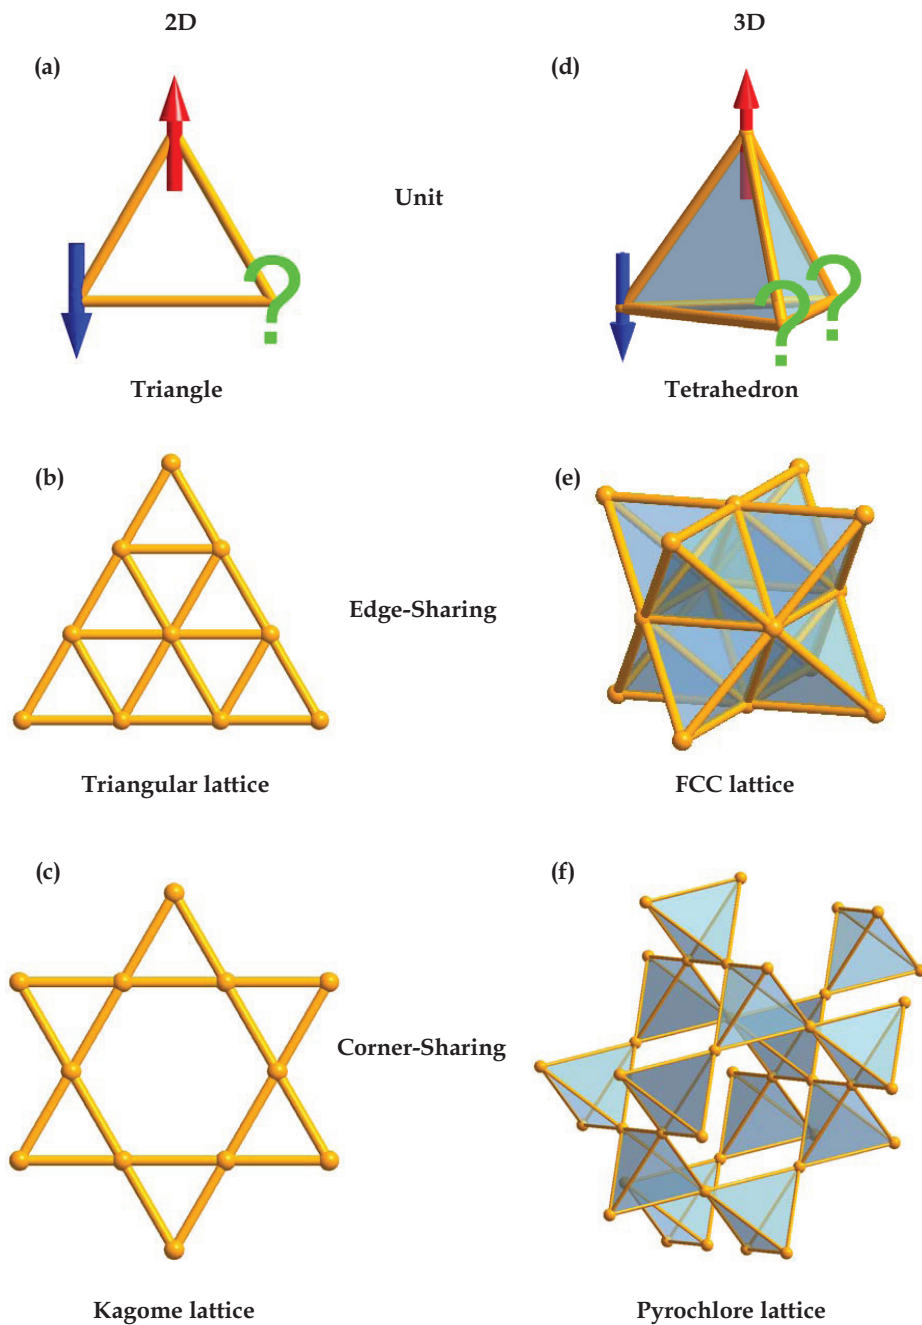 2D
3D
(a)
(d)
Unit
?
?
?
Triangle
Tetrahedron
(b)
(e)
Edge-Sharing
Triangular lattice
FCC lattice
(c)
(f)
Corner-Sharing
Kagome lattice
Pyrochlore lattice